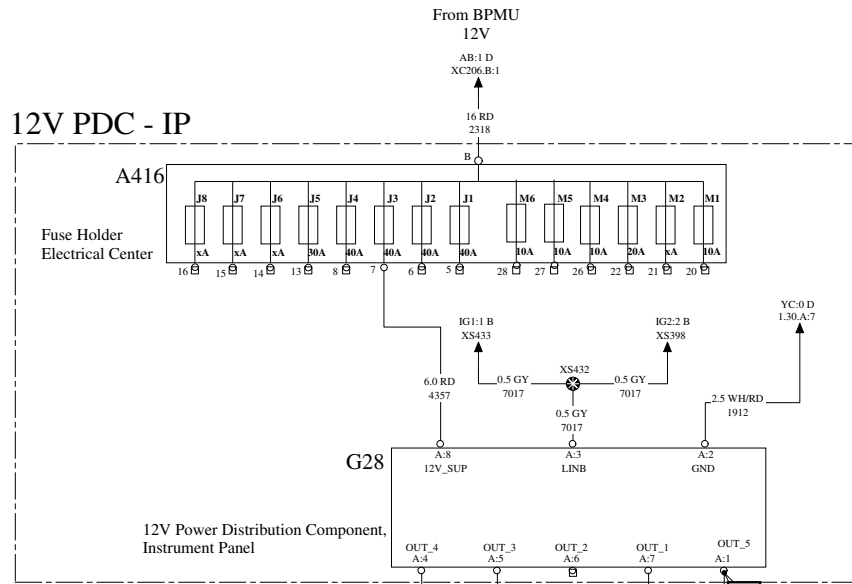 From BPMU
12V
AB:1 D
XC206.B:1
16 RD
2318
12V PDC - IP
B
A416
J8 J7 J6 J5 J4 J3 J2 J1 M6 M5 M4 M3 M2 M1
Fuse Holder
Electrical Center
xA xA xA 30A 40A 40A 40A 40A 10A 10A 10A 20A xA 10A
16 15 14 13 8 7 6 5 28 27 26 22 21 20
YC:0 D
1.30.A:7
IG1:1 B
XS433
IG2:2 B
XS398
XS432
6.0 RD
4357
0.5 GY
7017
0.5 GY
7017
2.5 WH/RD
1912
0.5 GY
7017
G28
A:8
12V_SUP
A:3
LINB
A:2
GND
12V Power Distribution Component,
Instrument Panel
OUT_4
A:4
OUT_3
A:5
OUT_2
A:6
OUT_1
A:7
OUT_5
A:1